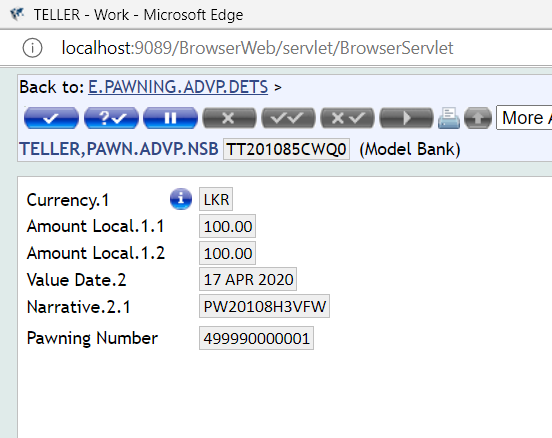 TELLER - Work - Microsoft Edge
localhost:9089/BrowserWeb/servlet/BrowserServlet
Back to: E.PAWNING.ADVP.DETS >
More A
TELLER,PAWN.ADVP.NSB TT201085CWQ0 (Model Bank)
Currency.1 LKR
Amount Local.1.1 100.00
Amount Local.1.2 100.00
Value Date.2 17 APR 2020
Narrative.2.1 PW20108H3VFW
Pawning Number 499990000001